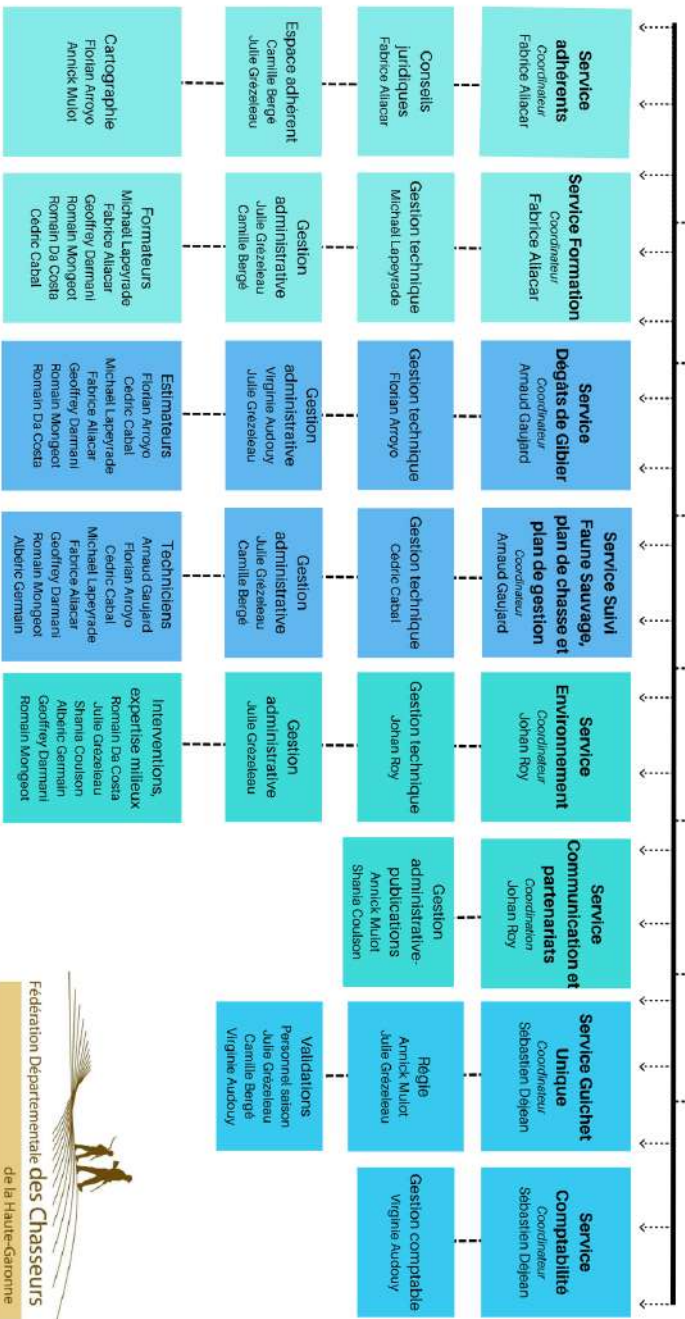 Service
adhérents
Coordinateur
Fabrice Aliacar
Conseils
juridiques
Fabrice Aliacar
Espace adhérent
Camille Bergé
Julie Grézeleau
Cartographie
Florian Arroyo
Annick Mulot
Service Formation
Coordinateur
Fabrice Aliacar
Gestion technique
Michaël Lapeyrade
Gestion
administrative
Julie Grézeleau
Camille Bergé
Formateurs
Michaël Lapeyrade
Fabrice Aliacar
Geoffrey Darmani
Romain Mongeot
Romain Da Costa
Cédric Cabal
Service
Dégâts de Gibier
Coordinateur
Arnaud Gaujard
Gestion technique
Florian Arroyo
Gestion
administrative
Virginie Audouy
Julie Grézeleau
Estimateurs
Florian Arroyo
Cédric Cabal
Michaël Lapeyrade
Fabrice Aliacar
Geoffrey Darmani
Romain Mongeot
Romain Da Costa
Service Suivi
Faune Sauvage,
plan de chasse et
plan de gestion
Coordinateur
Arnaud Gaujard
Gestion technique
Cédric Cabal
Gestion
administrative
Julie Grézeleau
Camille Bergé
Techniciens
Arnaud Gaujard
Florian Arroyo
Cédric Cabal
Michaël Lapeyrade
Fabrice Aliacar
Geoffrey Darmani
Romain Mongeot
Albéric Germain
Service
Environnement
Coordinateur
Johan Roy
Gestion technique
Johan Roy
Gestion
administrative
Julie Grézeleau
Interventions,
expertise milieux
Romain Da Costa
Julie Grézeleau
Shania Coulson
Albéric Germain
Geoffrey Darmani
Romain Mongeot
Service
Communication et
partenariats
Coordination
Johan Roy
Gestion
administrative-
publications
Annick Mulot
Shania Coulson
Service Guichet
Unique
Coordinateur
Sébastien Déjean
Régie
Annick Mulot
Julie Grézeleau
Validations
Personnel saison
Julie Grézeleau
Camille Bergé
Virginie Audouy
Service
Comptabilité
Coordinateur
Sébastien Déjean
Gestion comptable
Virginie Audouy
Fédération Départementale des Chasseurs
de la Haute-Garonne